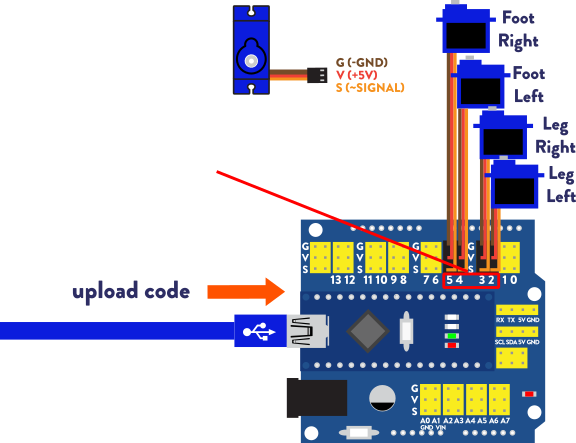 Foot
Right
Foot
Left
Leg
Right
Leg
Left
G (-GND)
V (+5V)
S (~SIGNAL)
G G G G
V V V V
S S S S
13 12 11 10 9 8 7 6 5 4 3 2 1 0
upload code
RX TX 5V GND
SCL SDA 5V GND
G
V
S
A0 A1 A2 A3 A4 A5 A6 A7
GND VIN